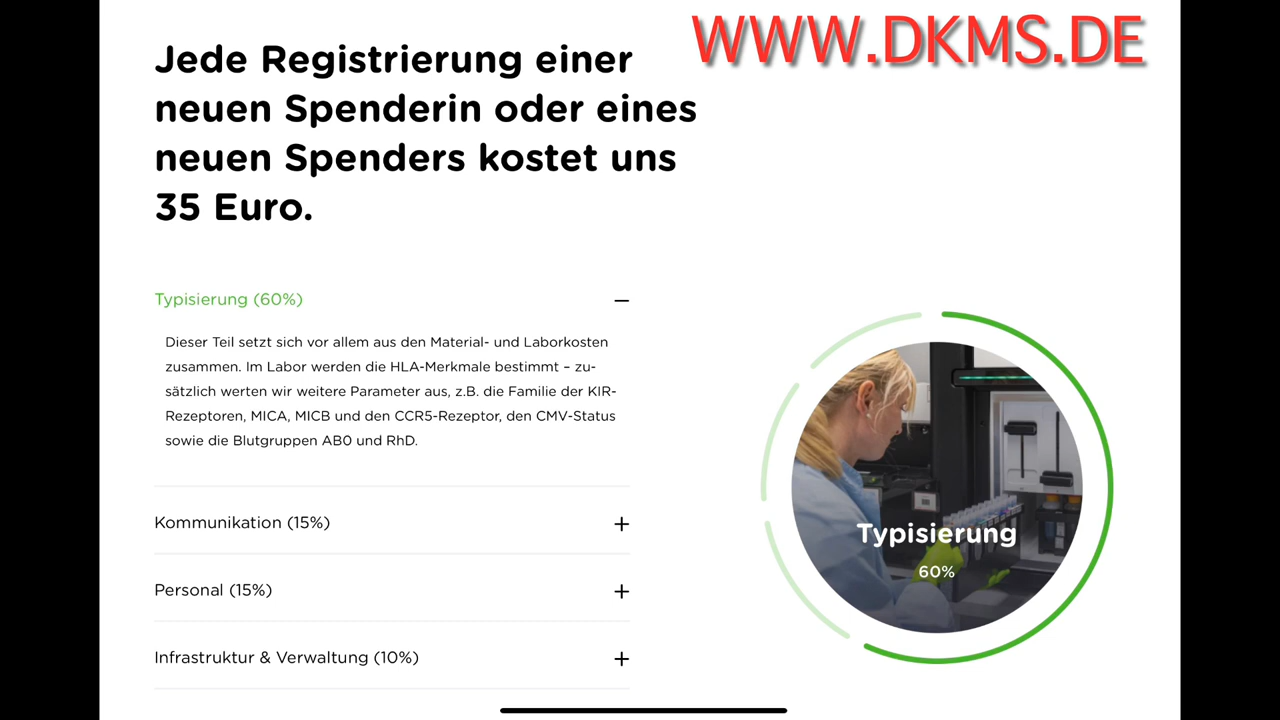 WWW.DKMS.DE
Jede Registrierung einer
neuen Spenderin oder eines
neuen Spenders kostet uns
35 Euro.
Typisierung (60%)
Dieser Teil setzt sich vor allem aus den Material- und Laborkosten
zusammen. Im Labor werden die HLA-Merkmale bestimmt – zu-
sätzlich werten wir weitere Parameter aus, z.B. die Familie der KIR-
Rezeptoren, MICA, MICB und den CCR5-Rezeptor, den CMV-Status
sowie die Blutgruppen AB0 und RhD.
Kommunikation (15%)
Personal (15%)
Infrastruktur & Verwaltung (10%)
Typisierung
60%